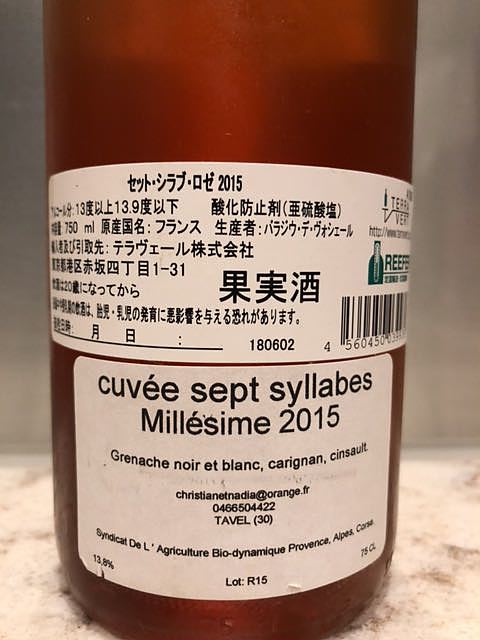 セット・シラブ・ロゼ 2015
アルコール分: 13度以上13.9度以下 酸化防止剤(亜硫酸塩)
内容量 750 ml 原産国名: フランス 生産者: パラジウ・デ・ヴォシェール
輸入者及び引取先: テラヴェール株式会社
東京都港区赤坂四丁目1-31
飲酒は20歳になってから
果実酒
の飲酒は、胎児・乳児の発育に悪影響を与える恐れがあります。
月 日 :
180602
TERRA
VERT
REEFER
4 560450
cuvée sept syllabes
Millésime 2015
Grenache noir et blanc, carignan, cinsault.
christianetnadia@orange.fr
0466504422
TAVEL (30)
Syndicat De L ' Agriculture Bio-dynamique Provence, Alpes, Corse.
13,8%
75 CL
Lot: R15